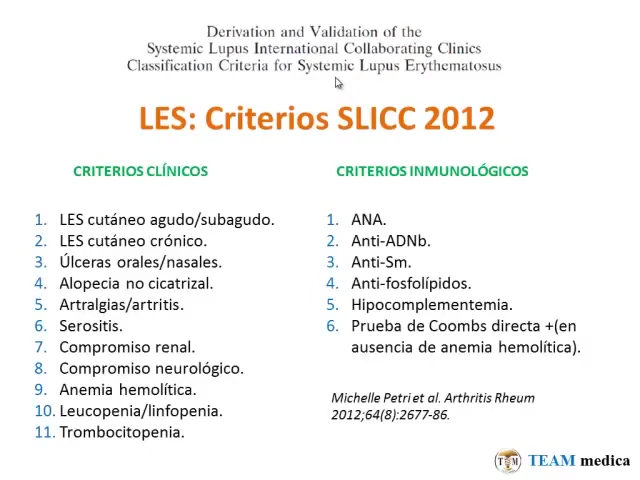 Derivation and Validation of the
Systemic Lupus International Collaborating Clinics
Classification Criteria for Systemic Lupus Erythematosus
LES: Criterios SLICC 2012
CRITERIOS CLÍNICOS
1. LES cutáneo agudo/subagudo.
2. LES cutáneo crónico.
3. Úlceras orales/nasales.
4. Alopecia no cicatrizal.
5. Artralgias/artritis.
6. Serositis.
7. Compromiso renal.
8. Compromiso neurológico.
9. Anemia hemolítica.
10. Leucopenia/linfopenia.
11. Trombocitopenia.
CRITERIOS INMUNOLÓGICOS
1. ANA.
2. Anti-ADNb.
3. Anti-Sm.
4. Anti-fosfolípidos.
5. Hipocomplementemia.
6. Prueba de Coombs directa +(en
ausencia de anemia hemolítica).
Michelle Petri et al. Arthritis Rheum
2012;64(8):2677-86.
TEAM medica